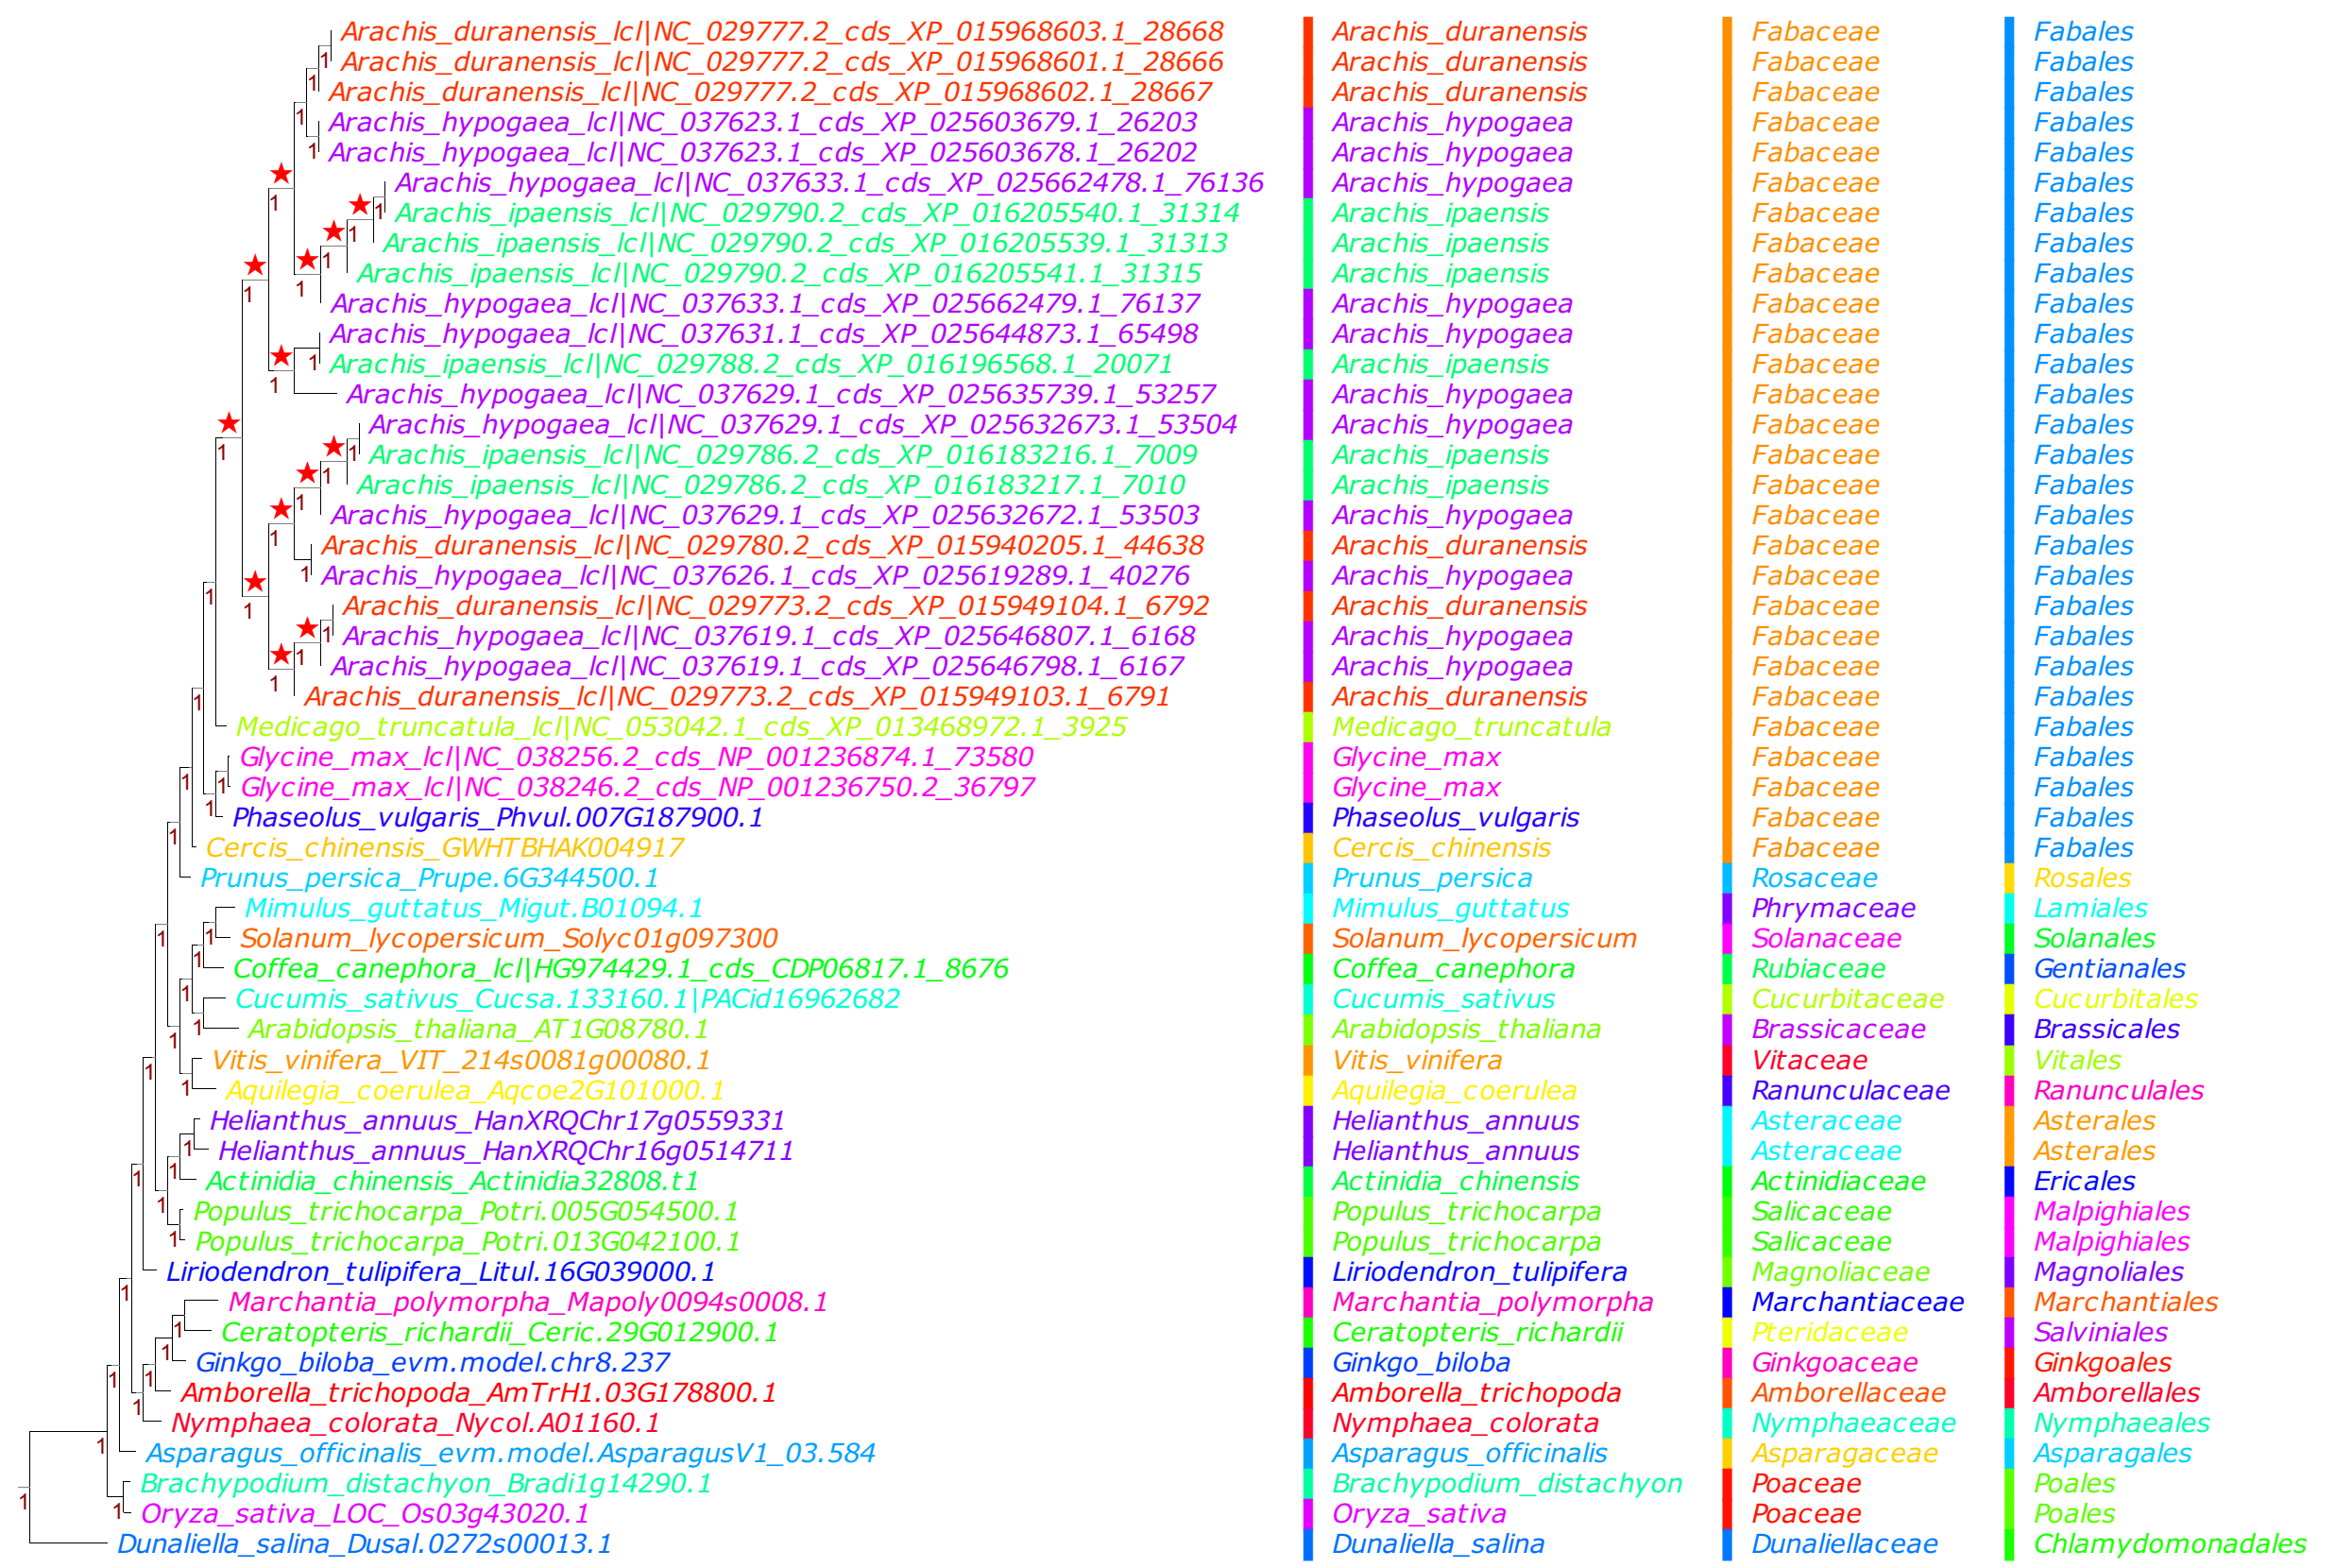 Arachis_duranensis_lcl|NC_029777.2_cds_XP_015968603.1_28668 Arachis_duranensis Fabaceae Fabales
Arachis_duranensis_lcl|NC_029777.2_cds_XP_015968601.1_28666 Arachis_duranensis Fabaceae Fabales
Arachis_duranensis_lcl|NC_029777.2_cds_XP_015968602.1_28667 Arachis_duranensis Fabaceae Fabales
Arachis_hypogaea_lcl|NC_037623.1_cds_XP_025603679.1_26203 Arachis_hypogaea Fabaceae Fabales
Arachis_hypogaea_lcl|NC_037623.1_cds_XP_025603678.1_26202 Arachis_hypogaea Fabaceae Fabales
Arachis_hypogaea_lcl|NC_037633.1_cds_XP_025662478.1_76136 Arachis_hypogaea Fabaceae Fabales
Arachis_ipaensis_lcl|NC_029790.2_cds_XP_016205540.1_31314 Arachis_ipaensis Fabaceae Fabales
Arachis_ipaensis_lcl|NC_029790.2_cds_XP_016205539.1_31313 Arachis_ipaensis Fabaceae Fabales
Arachis_ipaensis_lcl|NC_029790.2_cds_XP_016205541.1_31315 Arachis_ipaensis Fabaceae Fabales
Arachis_hypogaea_lcl|NC_037633.1_cds_XP_025662479.1_76137 Arachis_hypogaea Fabaceae Fabales
Arachis_hypogaea_lcl|NC_037631.1_cds_XP_025644873.1_65498 Arachis_hypogaea Fabaceae Fabales
Arachis_ipaensis_lcl|NC_029788.2_cds_XP_016196568.1_20071 Arachis_ipaensis Fabaceae Fabales
Arachis_hypogaea_lcl|NC_037629.1_cds_XP_025635739.1_53257 Arachis_hypogaea Fabaceae Fabales
Arachis_hypogaea_lcl|NC_037629.1_cds_XP_025632673.1_53504 Arachis_hypogaea Fabaceae Fabales
Arachis_ipaensis_lcl|NC_029786.2_cds_XP_016183216.1_7009 Arachis_ipaensis Fabaceae Fabales
Arachis_ipaensis_lcl|NC_029786.2_cds_XP_016183217.1_7010 Arachis_ipaensis Fabaceae Fabales
Arachis_hypogaea_lcl|NC_037629.1_cds_XP_025632672.1_53503 Arachis_hypogaea Fabaceae Fabales
Arachis_duranensis_lcl|NC_029780.2_cds_XP_015940205.1_44638 Arachis_duranensis Fabaceae Fabales
Arachis_hypogaea_lcl|NC_037626.1_cds_XP_025619289.1_40276 Arachis_hypogaea Fabaceae Fabales
Arachis_duranensis_lcl|NC_029773.2_cds_XP_015949104.1_6792 Arachis_duranensis Fabaceae Fabales
Arachis_hypogaea_lcl|NC_037619.1_cds_XP_025646807.1_6168 Arachis_hypogaea Fabaceae Fabales
Arachis_hypogaea_lcl|NC_037619.1_cds_XP_025646798.1_6167 Arachis_hypogaea Fabaceae Fabales
Arachis_duranensis_lcl|NC_029773.2_cds_XP_015949103.1_6791 Arachis_duranensis Fabaceae Fabales
Medicago_truncatula_lcl|NC_053042.1_cds_XP_013468972.1_3925 Medicago_truncatula Fabaceae Fabales
Glycine_max_lcl|NC_038256.2_cds_NP_001236874.1_73580 Glycine_max Fabaceae Fabales
Glycine_max_lcl|NC_038246.2_cds_NP_001236750.2_36797 Glycine_max Fabaceae Fabales
Phaseolus_vulgaris_Phvul.007G187900.1 Phaseolus_vulgaris Fabaceae Fabales
Cercis_chinensis_GWHTBHAK004917 Cercis_chinensis Fabaceae Fabales
Prunus_persica_Prupe.6G344500.1 Prunus_persica Rosaceae Rosales
Mimulus_guttatus_Migut.B01094.1 Mimulus_guttatus Phrymaceae Lamiales
Solanum_lycopersicum_Solyc01g097300 Solanum_lycopersicum Solanaceae Solanales
Coffea_canephora_lcl|HG974429.1_cds_CDP06817.1_8676 Coffea_canephora Rubiaceae Gentianales
Cucumis_sativus_Cucsa.133160.1|PACid16962682 Cucumis_sativus Cucurbitaceae Cucurbitales
Arabidopsis_thaliana_AT1G08780.1 Arabidopsis_thaliana Brassicaceae Brassicales
Vitis_vinifera_VIT_214s0081g00080.1 Vitis_vinifera Vitaceae Vitales
Aquilegia_coerulea_Aqcoe2G101000.1 Aquilegia_coerulea Ranunculaceae Ranunculales
Helianthus_annuus_HanXRQChr17g0559331 Helianthus_annuus Asteraceae Asterales
Helianthus_annuus_HanXRQChr16g0514711 Helianthus_annuus Asteraceae Asterales
Actinidia_chinensis_Actinidia32808.t1 Actinidia_chinensis Actinidiaceae Ericales
Populus_trichocarpa_Potri.005G054500.1 Populus_trichocarpa Salicaceae Malpighiales
Populus_trichocarpa_Potri.013G042100.1 Populus_trichocarpa Salicaceae Malpighiales
Liriodendron_tulipifera_Litul.16G039000.1 Liriodendron_tulipifera Magnoliaceae Magnoliales
Marchantia_polymorpha_Mapoly0094s0008.1 Marchantia_polymorpha Marchantiaceae Marchantiales
Ceratopteris_richardii_Ceric.29G012900.1 Ceratopteris_richardii Pteridaceae Salviniales
Ginkgo_biloba_evm.model.chr8.237 Ginkgo_biloba Ginkgoaceae Ginkgoales
Amborella_trichopoda_AmTrH1.03G178800.1 Amborella_trichopoda Amborellaceae Amborellales
Nymphaea_colorata_Nycol.A01160.1 Nymphaea_colorata Nymphaeaceae Nymphaeales
Asparagus_officinalis_evm.model.AsparagusV1_03.584 Asparagus_officinalis Asparagaceae Asparagales
Brachypodium_distachyon_Bradi1g14290.1 Brachypodium_distachyon Poaceae Poales
Oryza_sativa_LOC_Os03g43020.1 Oryza_sativa Poaceae Poales
Dunaliella_salina_Dusal.0272s00013.1 Dunaliella_salina Dunaliellaceae Chlamydomonadales